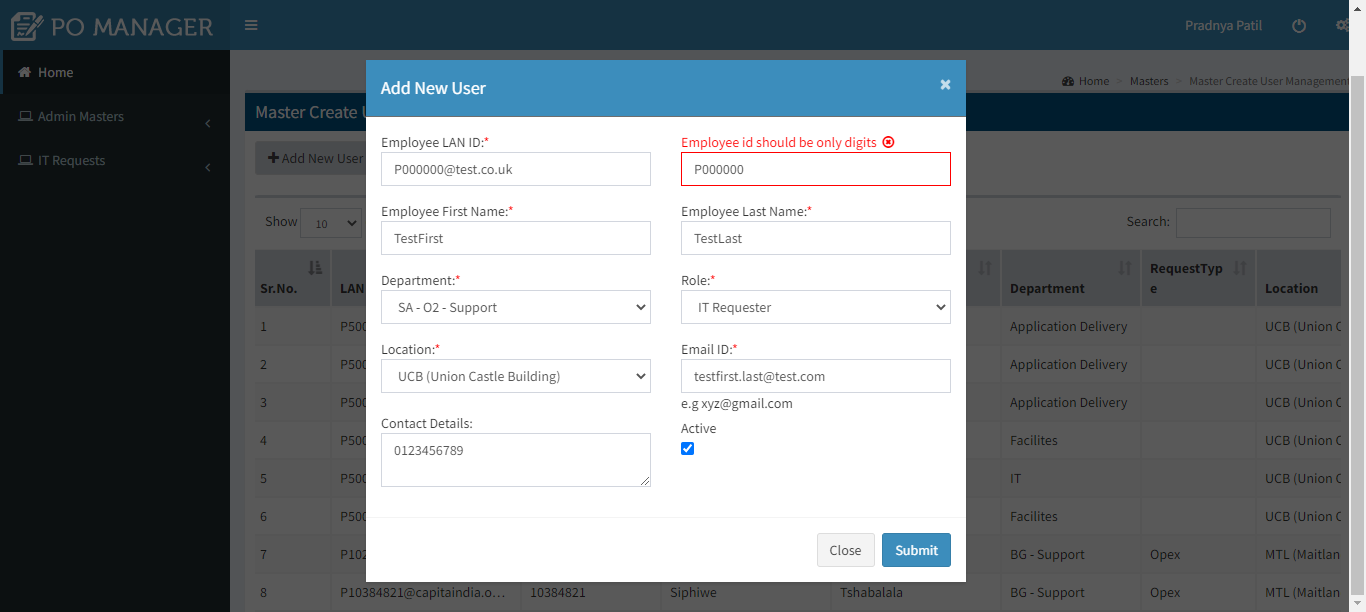 PO MANAGER
Pradnya Patil
Home
Admin Masters
IT Requests
Home > Masters > Master Create User Management
Master Create U
Add New User
Show 10
Search:
Sr.No. LAN Department RequestTyp
e Location
1 P500 Application Delivery UCB (Union C
2 P500 Application Delivery UCB (Union C
3 P500 Application Delivery UCB (Union C
4 P500 Facilites UCB (Union C
5 P500 IT UCB (Union C
6 P500 Facilites UCB (Union C
7 P102 BG - Support Opex MTL (Maitlan
8 P10384821@capitaindia.o... 10384821 Siphiwe Tshabalala BG - Support Opex MTL (Maitlan
Add New User ×
Employee LAN ID:* Employee id should be only digits
P000000@test.co.uk P000000
Employee First Name:* Employee Last Name:*
TestFirst TestLast
Department:* Role:*
SA - O2 - Support IT Requester
Location:* Email ID:*
UCB (Union Castle Building) testfirst.last@test.com
e.g xyz@gmail.com
Contact Details: Active
0123456789
Close Submit